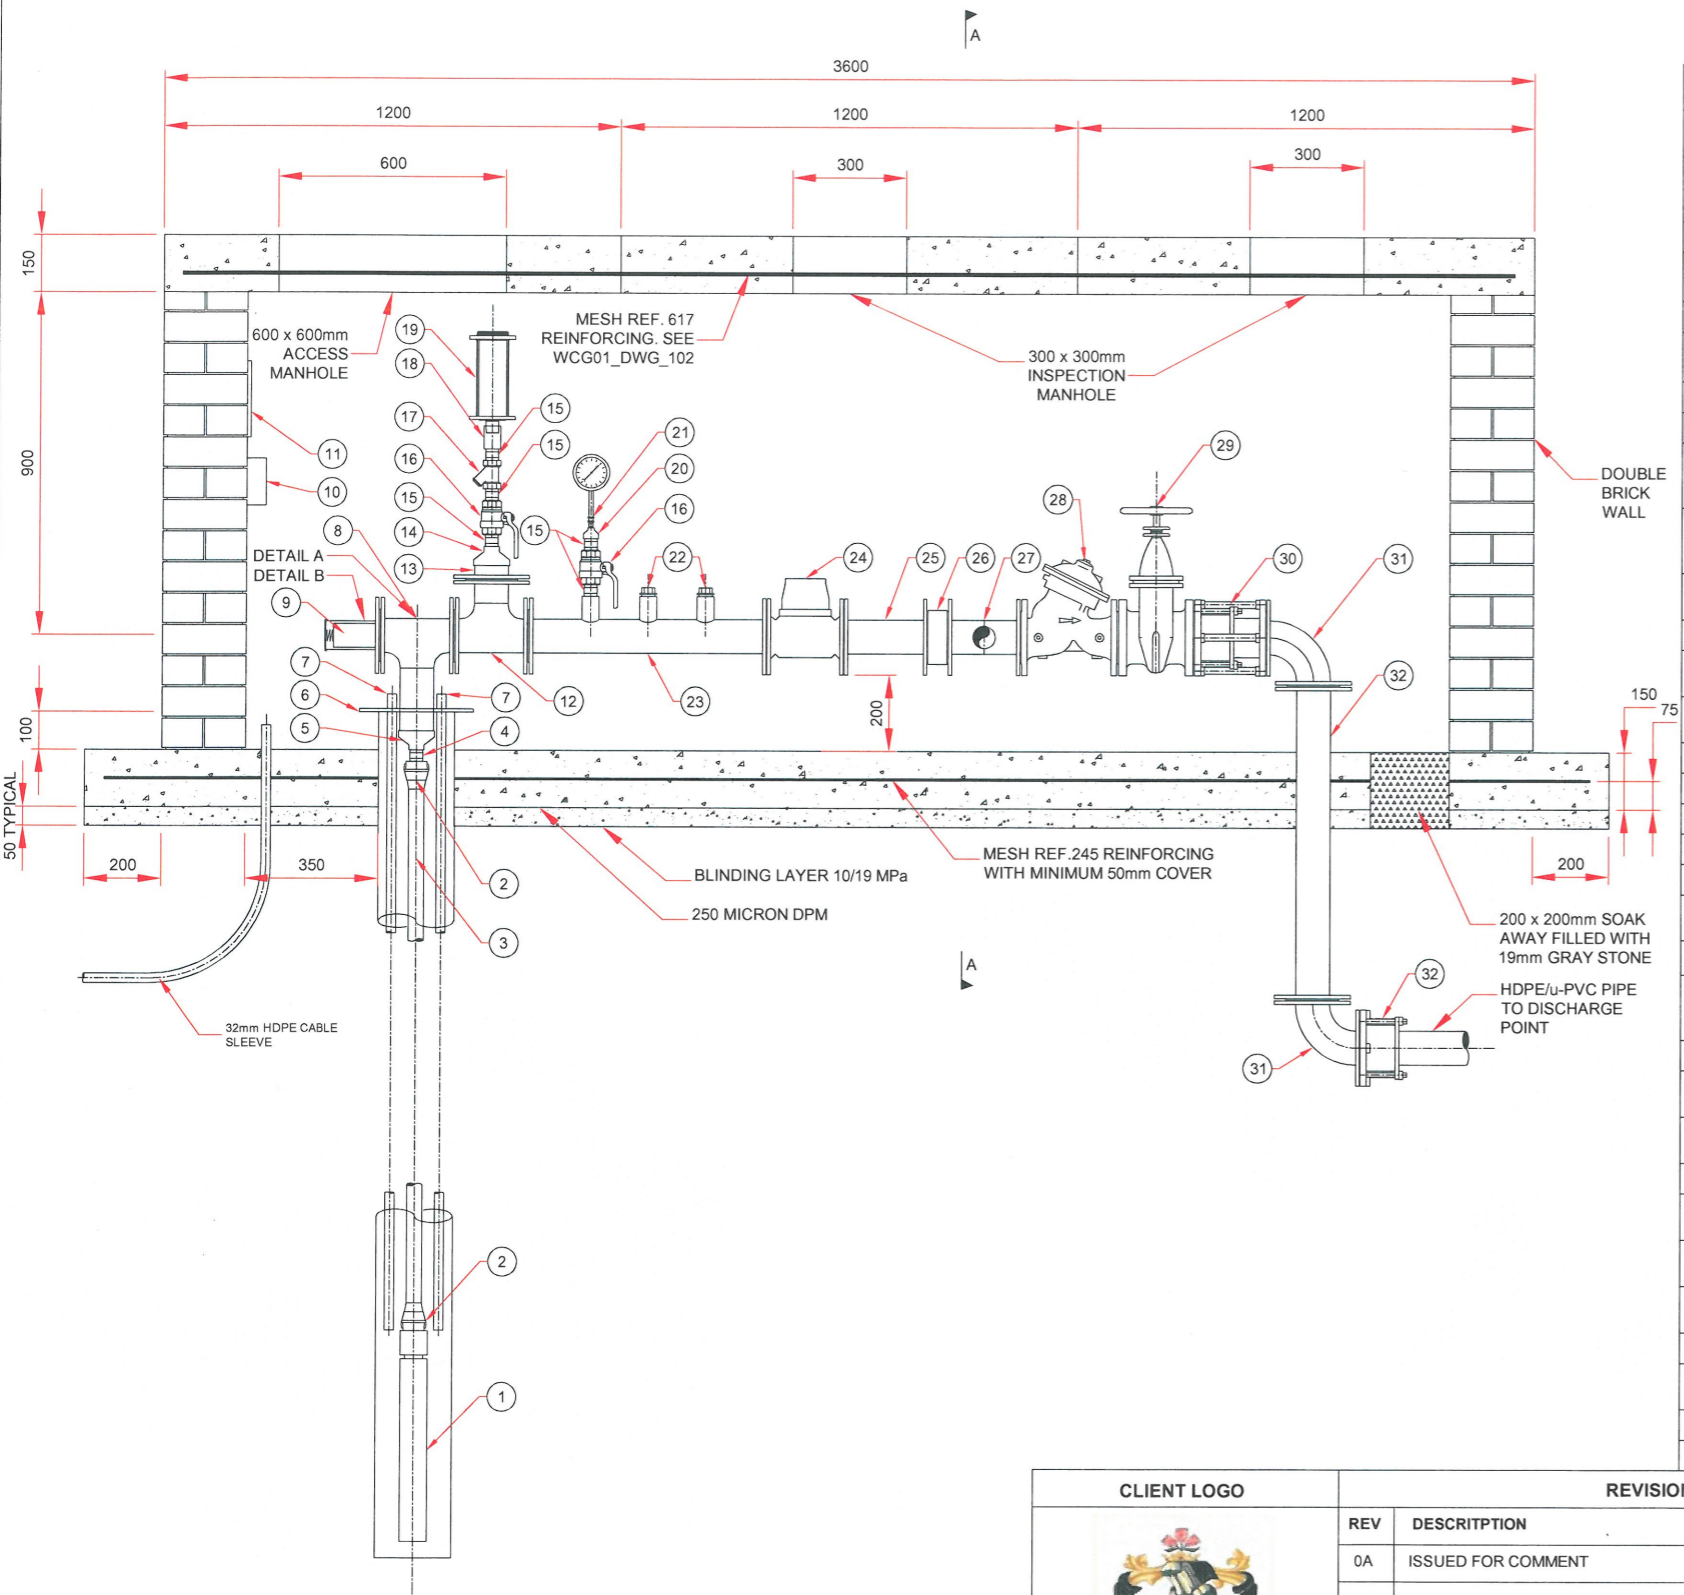 A
3600
1200
1200
1200
600
300
300
150
900
100
50 TYPICAL
600 x 600mm
ACCESS
MANHOLE
MESH REF. 617
REINFORCING. SEE
WCG01_DWG_102
300 x 300mm
INSPECTION
MANHOLE
DOUBLE
BRICK
WALL
19
18
17
16
15
14
13
15
15
21
20
16
15
22
11
10
8
DETAIL A
DETAIL B
9
7
6
5
7
4
12
23
24
25
26
27
28
29
30
31
32
200
150
75
200
350
200
BLINDING LAYER 10/19 MPa
250 MICRON DPM
MESH REF.245 REINFORCING
WITH MINIMUM 50mm COVER
2
3
A
200 x 200mm SOAK
AWAY FILLED WITH
19mm GRAY STONE
32
HDPE/u-PVC PIPE
TO DISCHARGE
POINT
31
32mm HDPE CABLE
SLEEVE
2
1
CLIENT LOGO
REVISION
REV
DESCRITPTION
0A
ISSUED FOR COMMENT